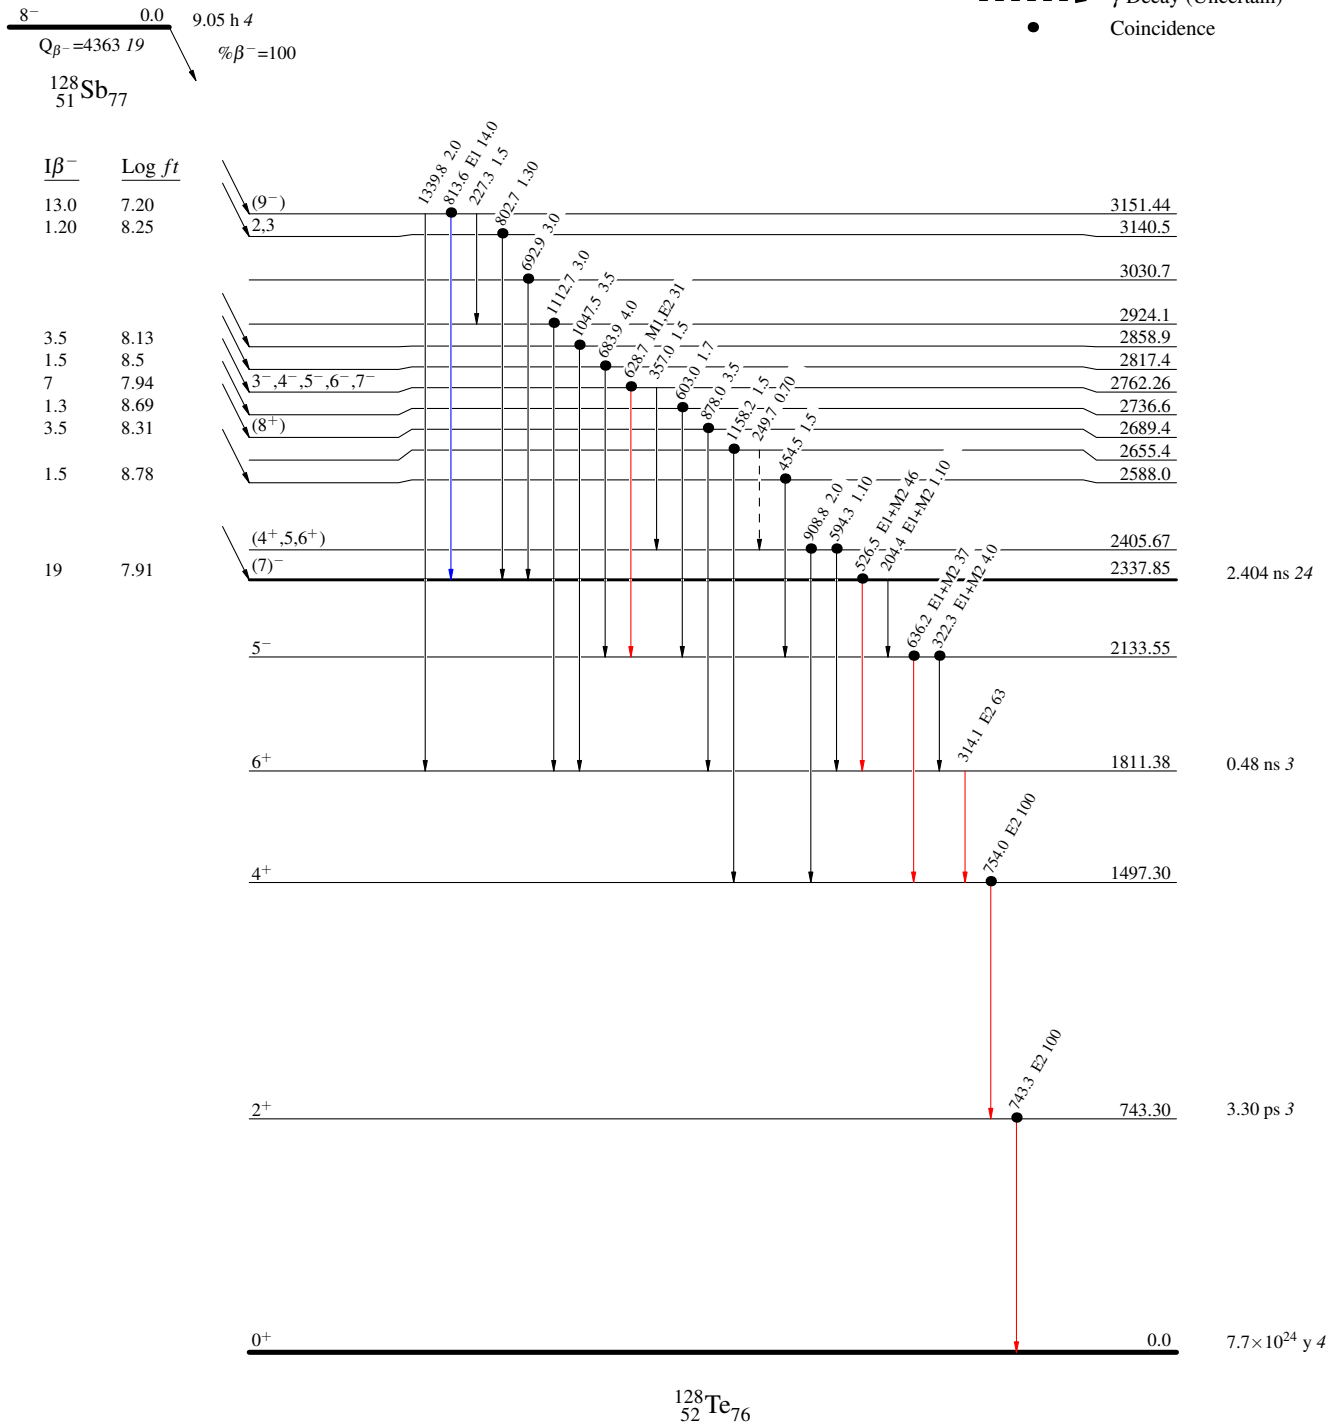 γ Decay (Uncertain)
Coincidence
8⁻ 0.0 9.05 h 4
Qβ⁻=4363 19
%β⁻=100
¹²⁸₅₁Sb₇₇
Iβ⁻ Log ft
1339.8 2.0
813.6 E1 14.0
227.3 1.5
802.7 1.30
692.9 3.0
1112.7 3.0
1047.5 3.5
683.9 4.0
628.7 M1,E2 31
357.0 1.5
603.0 1.7
878.0 3.5
1158.2 1.5
249.7 0.70
454.5 1.5
908.8 2.0
594.3 1.10
526.5 E1+M2 46
204.4 E1+M2 1.10
636.2 E1+M2 37
322.3 E1+M2 4.0
314.1 E2 63
754.0 E2 100
743.3 E2 100
13.0 7.20 (9⁻) 3151.44
1.20 8.25 2,3 3140.5
3030.7
2924.1
3.5 8.13 2858.9
1.5 8.5 2817.4
7 7.94 3⁻,4⁻,5⁻,6⁻,7⁻ 2762.26
1.3 8.69 2736.6
3.5 8.31 (8⁺) 2689.4
2655.4
1.5 8.78 2588.0
(4⁺,5,6⁺) 2405.67
19 7.91 (7)⁻ 2337.85 2.404 ns 24
5⁻ 2133.55
6⁺ 1811.38 0.48 ns 3
4⁺ 1497.30
2⁺ 743.30 3.30 ps 3
0⁺ 0.0 7.7×10²⁴ y 4
¹²⁸₅₂Te₇₆